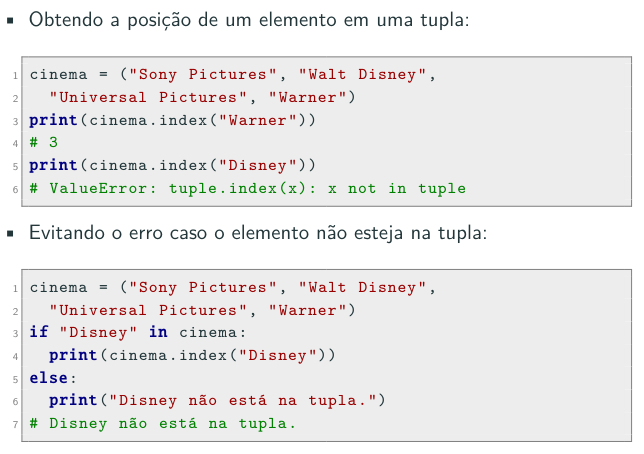 ▪ Obtendo a posição de um elemento em uma tupla:
1 cinema = ("Sony Pictures", "Walt Disney",
2   "Universal Pictures", "Warner")
3 print(cinema.index("Warner"))
4 # 3
5 print(cinema.index("Disney"))
6 # ValueError: tuple.index(x): x not in tuple
▪ Evitando o erro caso o elemento não esteja na tupla:
1 cinema = ("Sony Pictures", "Walt Disney",
2   "Universal Pictures", "Warner")
3 if "Disney" in cinema:
4   print(cinema.index("Disney"))
5 else:
6   print("Disney não está na tupla.")
7 # Disney não está na tupla.